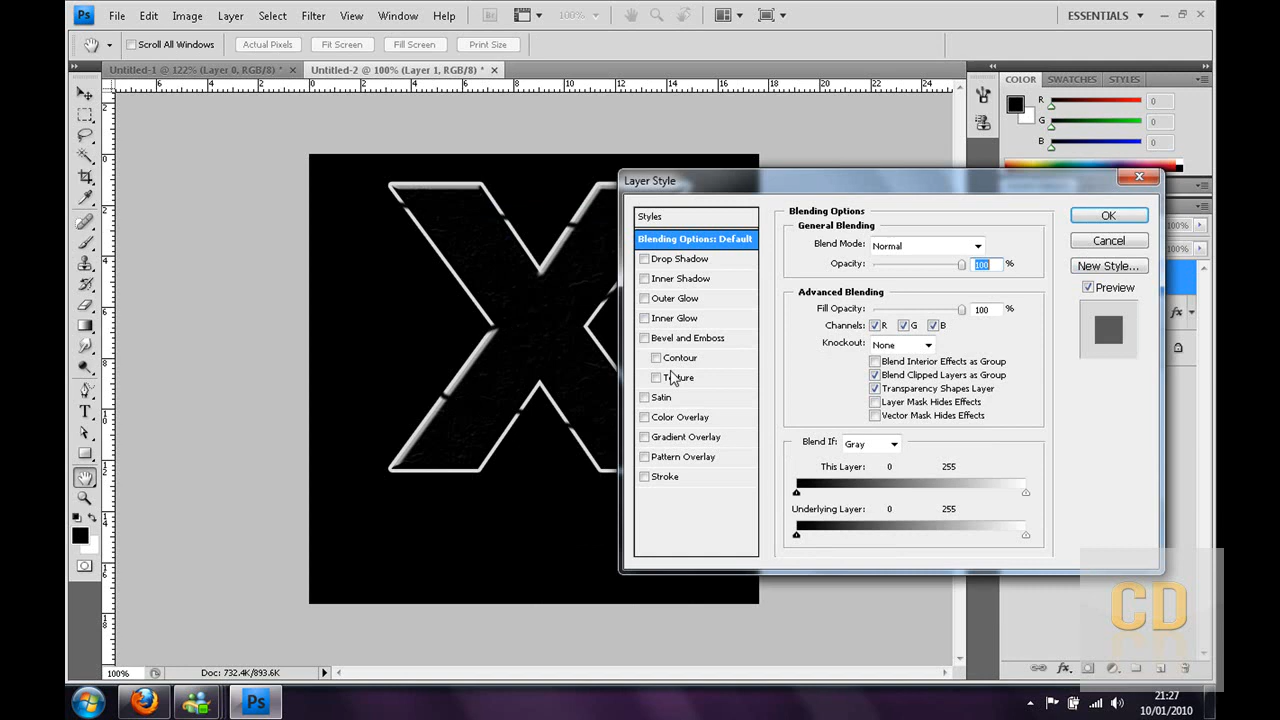 Ps File Edit Image Layer Select Filter View Window Help Br 100% ESSENTIALS
Scroll All Windows Actual Pixels Fit Screen Fill Screen Print Size
Untitled-1 @ 122% (Layer 0, RGB/8) * Untitled-2 @ 100% (Layer 1, RGB/8) *
COLOR SWATCHES STYLES
R 0
G 0
B 0
X
Layer Style
Styles
Blending Options: Default
Drop Shadow
Inner Shadow
Outer Glow
Inner Glow
Bevel and Emboss
Contour
Texture
Satin
Color Overlay
Gradient Overlay
Pattern Overlay
Stroke
Blending Options
General Blending
Blend Mode: Normal
Opacity: 100 %
Advanced Blending
Fill Opacity: 100 %
Channels: R G B
Knockout: None
Blend Interior Effects as Group
Blend Clipped Layers as Group
Transparency Shapes Layer
Layer Mask Hides Effects
Vector Mask Hides Effects
Blend If: Gray
This Layer: 0 255
Underlying Layer: 0 255
OK
Cancel
New Style...
Preview
100%
100%
fx
CD
100% Doc: 732.4K/893.6K
fx
Ps
21:27
10/01/2010